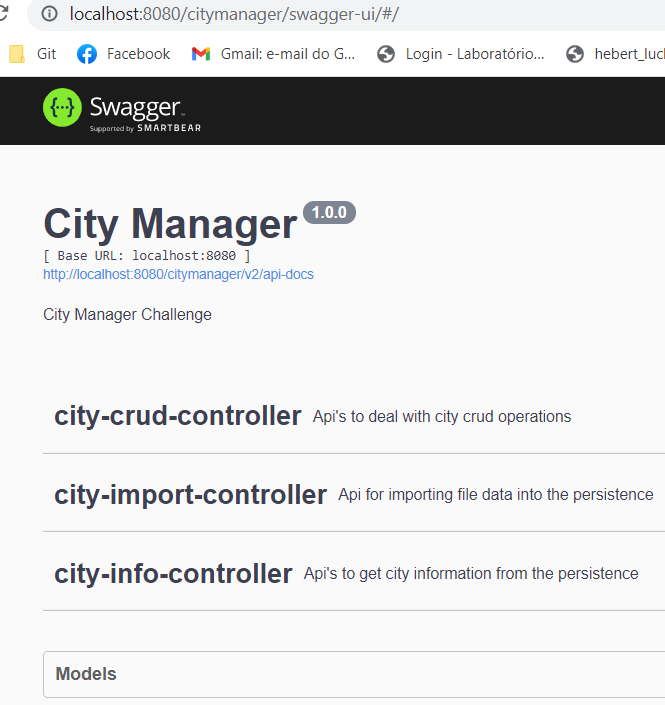 localhost:8080/citymanager/swagger-ui/#/
Git Facebook Gmail: e-mail do G... Login - Laboratório... hebert_luc
{···} Swagger
Supported by SMARTBEAR
City Manager 1.0.0
[ Base URL: localhost:8080 ]
http://localhost:8080/citymanager/v2/api-docs
City Manager Challenge
city-crud-controller Api's to deal with city crud operations
city-import-controller Api for importing file data into the persistence
city-info-controller Api's to get city information from the persistence
Models